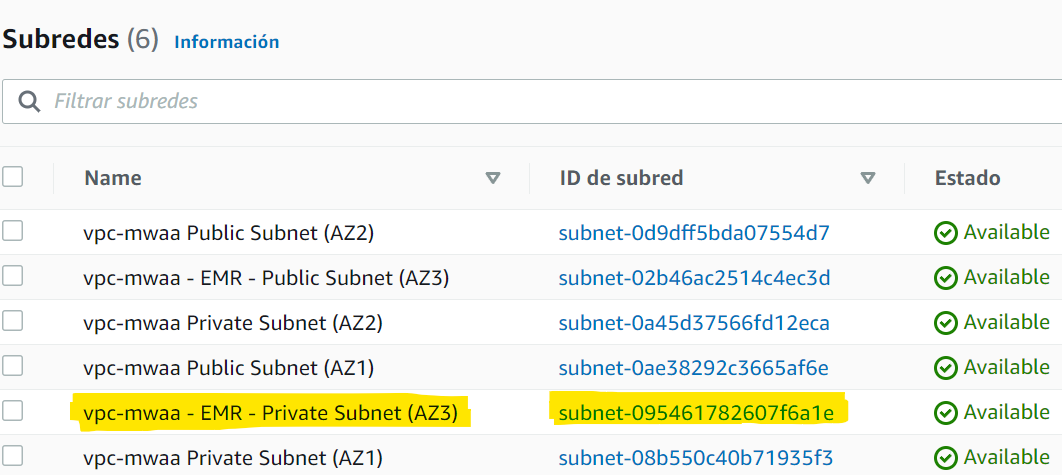 Subredes (6) Información
Filtrar subredes
Name ID de subred Estado
vpc-mwaa Public Subnet (AZ2) subnet-0d9dff5bda07554d7 Available
vpc-mwaa - EMR - Public Subnet (AZ3) subnet-02b46ac2514c4ec3d Available
vpc-mwaa Private Subnet (AZ2) subnet-0a45d37566fd12eca Available
vpc-mwaa Public Subnet (AZ1) subnet-0ae38292c3665af6e Available
vpc-mwaa - EMR - Private Subnet (AZ3) subnet-095461782607f6a1e Available
vpc-mwaa Private Subnet (AZ1) subnet-08b550c40b71935f3 Available